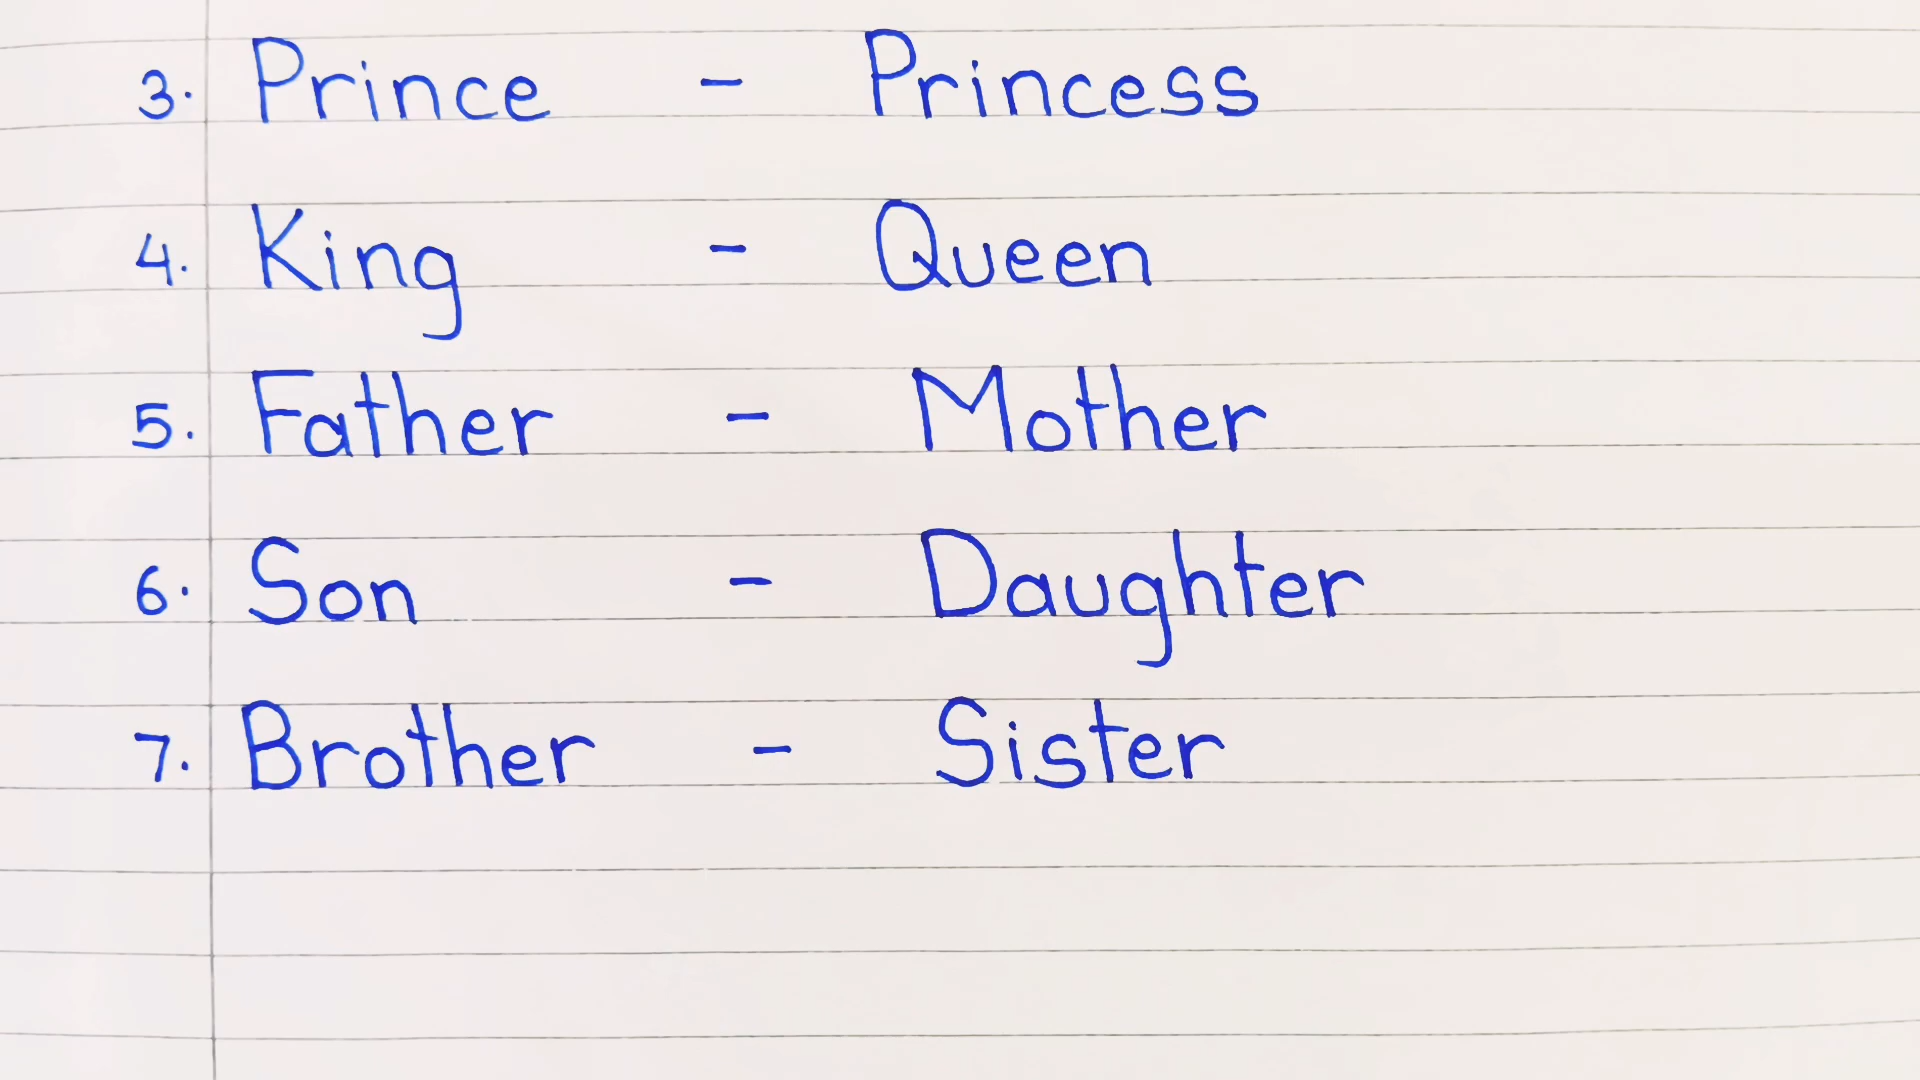 3. Prince - Princess
4. King - Queen
5. Father - Mother
6. Son - Daughter
7. Brother - Sister